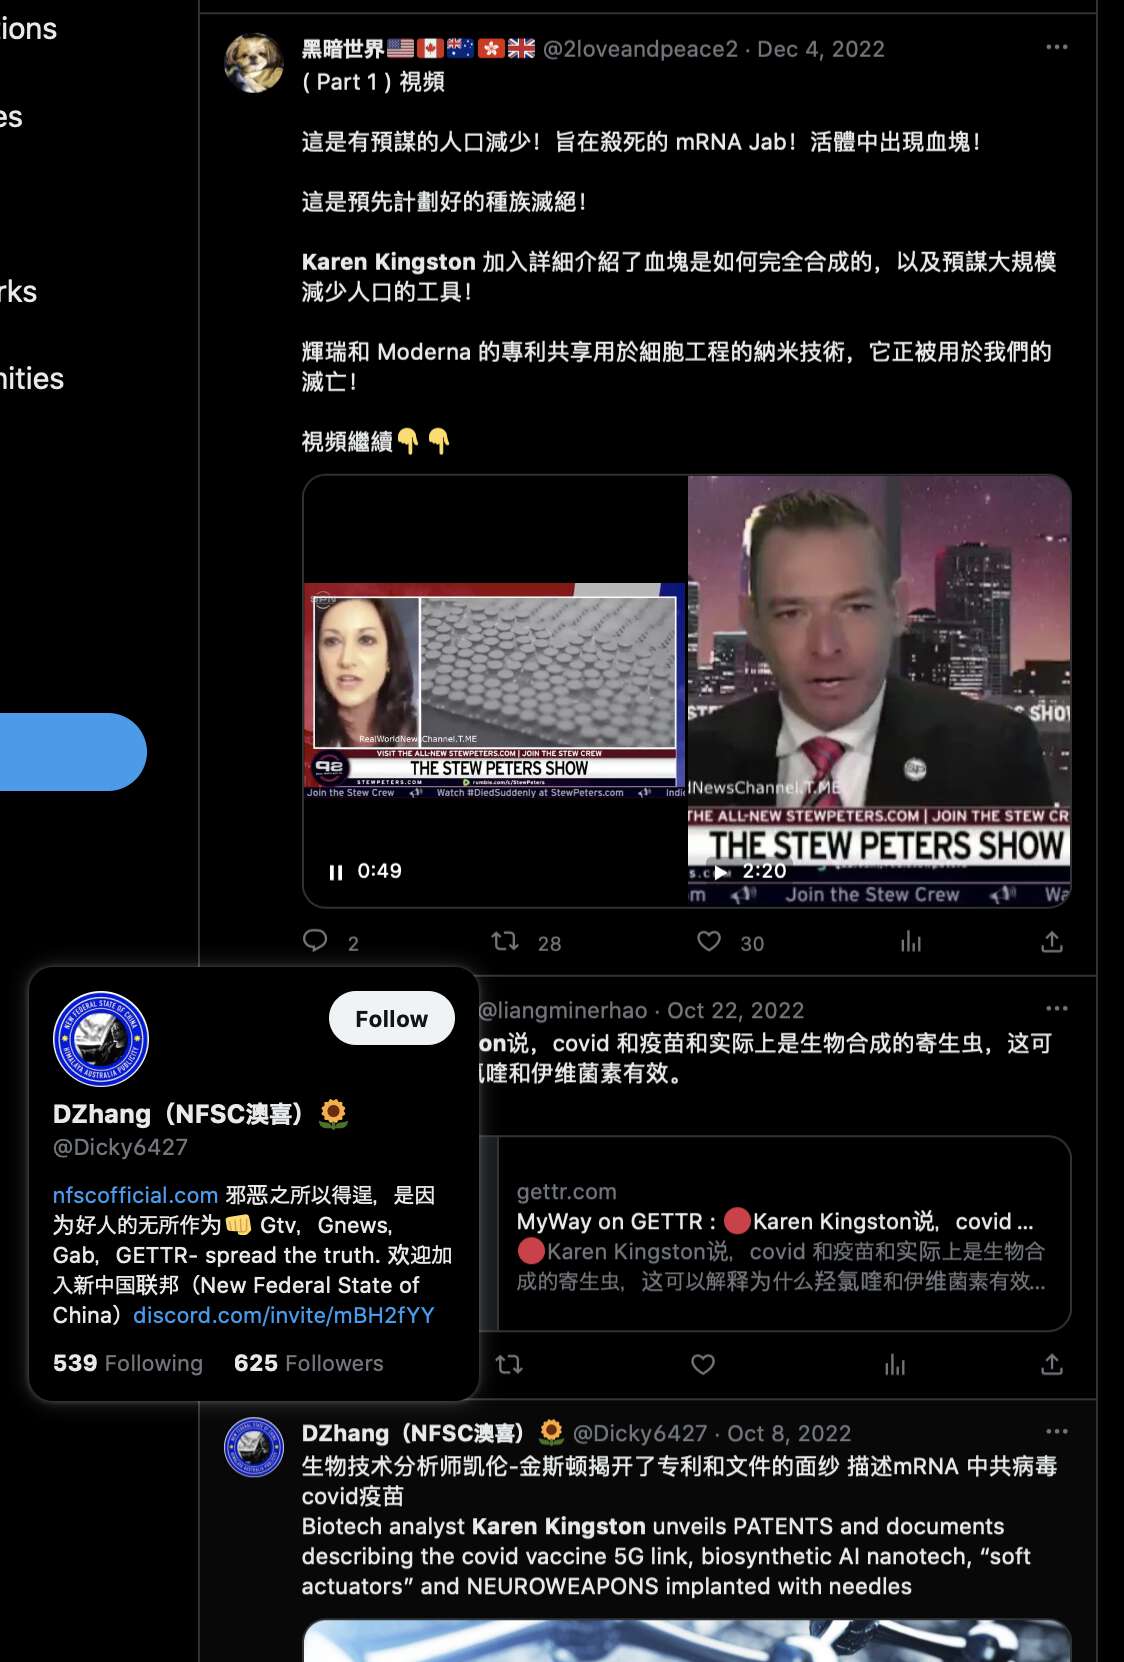 tions
es
rks
nities
黑暗世界🇺🇸🇨🇦🇦🇺🇭🇰🇬🇧 @2loveandpeace2 · Dec 4, 2022
( Part 1 ) 視頻
這是有預謀的人口減少！旨在殺死的 mRNA Jab！活體中出現血塊！
這是預先計劃好的種族滅絕！
Karen Kingston 加入詳細介紹了血塊是如何完全合成的，以及預謀大規模
減少人口的工具！
輝瑞和 Moderna 的專利共享用於細胞工程的納米技術，它正被用於我們的
滅亡！
視頻繼續👇👇
RealWorldNewsChannel.T.ME
VISIT THE ALL-NEW STEWPETERS.COM | JOIN THE STEW CREW
THE STEW PETERS SHOW
STEWPETERS.COM rumble.com/c/StewPeters
Join the Stew Crew Watch #DiedSuddenly at StewPeters.com Indie
0:49
STE
S SHOW
dNewsChannel.T.ME
THE ALL-NEW STEWPETERS.COM | JOIN THE STEW CR
THE STEW PETERS SHOW
2:20
m Join the Stew Crew Wa
2 28 30
NEW FEDERAL STATE OF CHINA
HIMALAYA AUSTRALIA PUBLICITY
Follow
DZhang（NFSC澳喜）🌻
@Dicky6427
nfscofficial.com 邪恶之所以得逞，是因
为好人的无所作为👊 Gtv，Gnews，
Gab，GETTR- spread the truth. 欢迎加
入新中国联邦（New Federal State of
China）discord.com/invite/mBH2fYY
539 Following 625 Followers
@liangminerhao · Oct 22, 2022
on说，covid 和疫苗和实际上是生物合成的寄生虫，这可
氯喹和伊维菌素有效。
gettr.com
MyWay on GETTR : 🔴Karen Kingston说，covid ...
🔴Karen Kingston说，covid 和疫苗和实际上是生物合
成的寄生虫，这可以解释为什么羟氯喹和伊维菌素有效...
DZhang（NFSC澳喜）🌻 @Dicky6427 · Oct 8, 2022
生物技术分析师凯伦-金斯顿揭开了专利和文件的面纱 描述mRNA 中共病毒
covid疫苗
Biotech analyst Karen Kingston unveils PATENTS and documents
describing the covid vaccine 5G link, biosynthetic AI nanotech, “soft
actuators” and NEUROWEAPONS implanted with needles